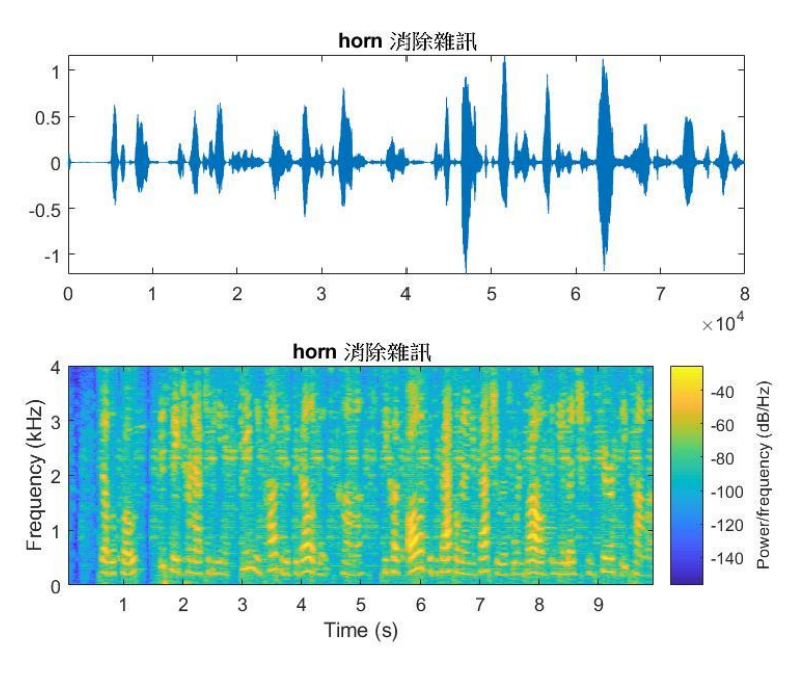 horn 消除雜訊
1
0.5
0
-0.5
-1
0 1 2 3 4 5 6 7 8
×10^4
horn 消除雜訊
4
3
2
1
0
Frequency (kHz)
1 2 3 4 5 6 7 8 9
Time (s)
-40
-60
-80
-100
-120
-140
Power/frequency (dB/Hz)